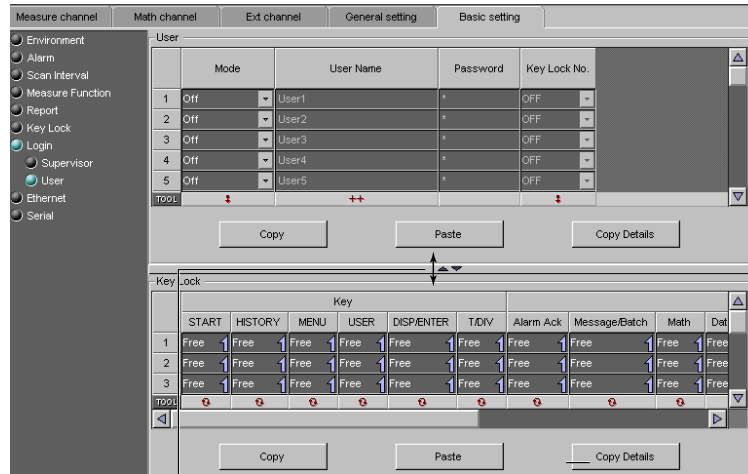 Measure channel Math channel Ext channel General setting Basic setting
Environment
Alarm
Scan Interval
Measure Function
Report
Key Lock
Login
Supervisor
User
Ethernet
Serial
User
Mode User Name Password Key Lock No.
1 Off User1 * OFF
2 Off User2 * OFF
3 Off User3 * OFF
4 Off User4 * OFF
5 Off User5 * OFF
TOOL ++
Copy Paste Copy Details
Key Lock
Key
START HISTORY MENU USER DISP/ENTER T/DIV Alarm Ack Message/Batch Math Dat
1 Free Free Free Free Free Free Free Free Free Free
2 Free Free Free Free Free Free Free Free Free Free
3 Free Free Free Free Free Free Free Free Free Free
TOOL
Copy Paste Copy Details